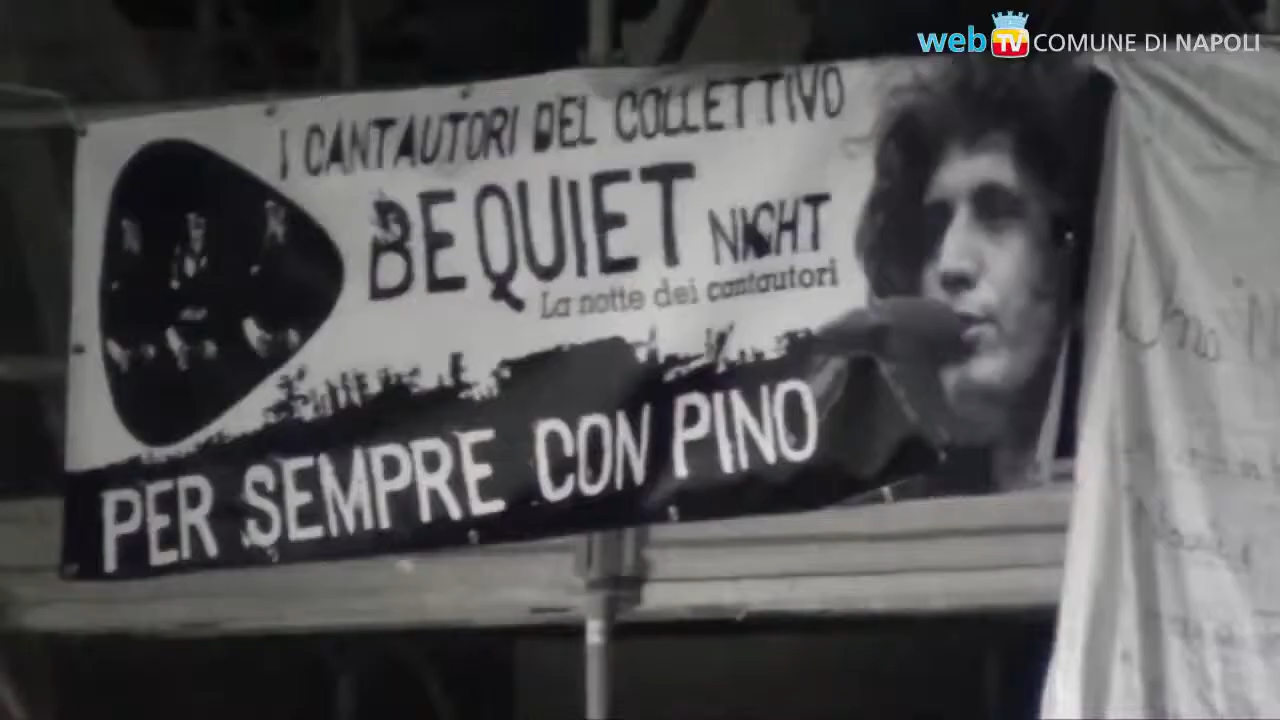 web TV COMUNE DI NAPOLI
I CANTAUTORI DEL COLLETTIVO
BE QUIET NIGHT
La notte dei cantautori
PER SEMPRE CON PINO